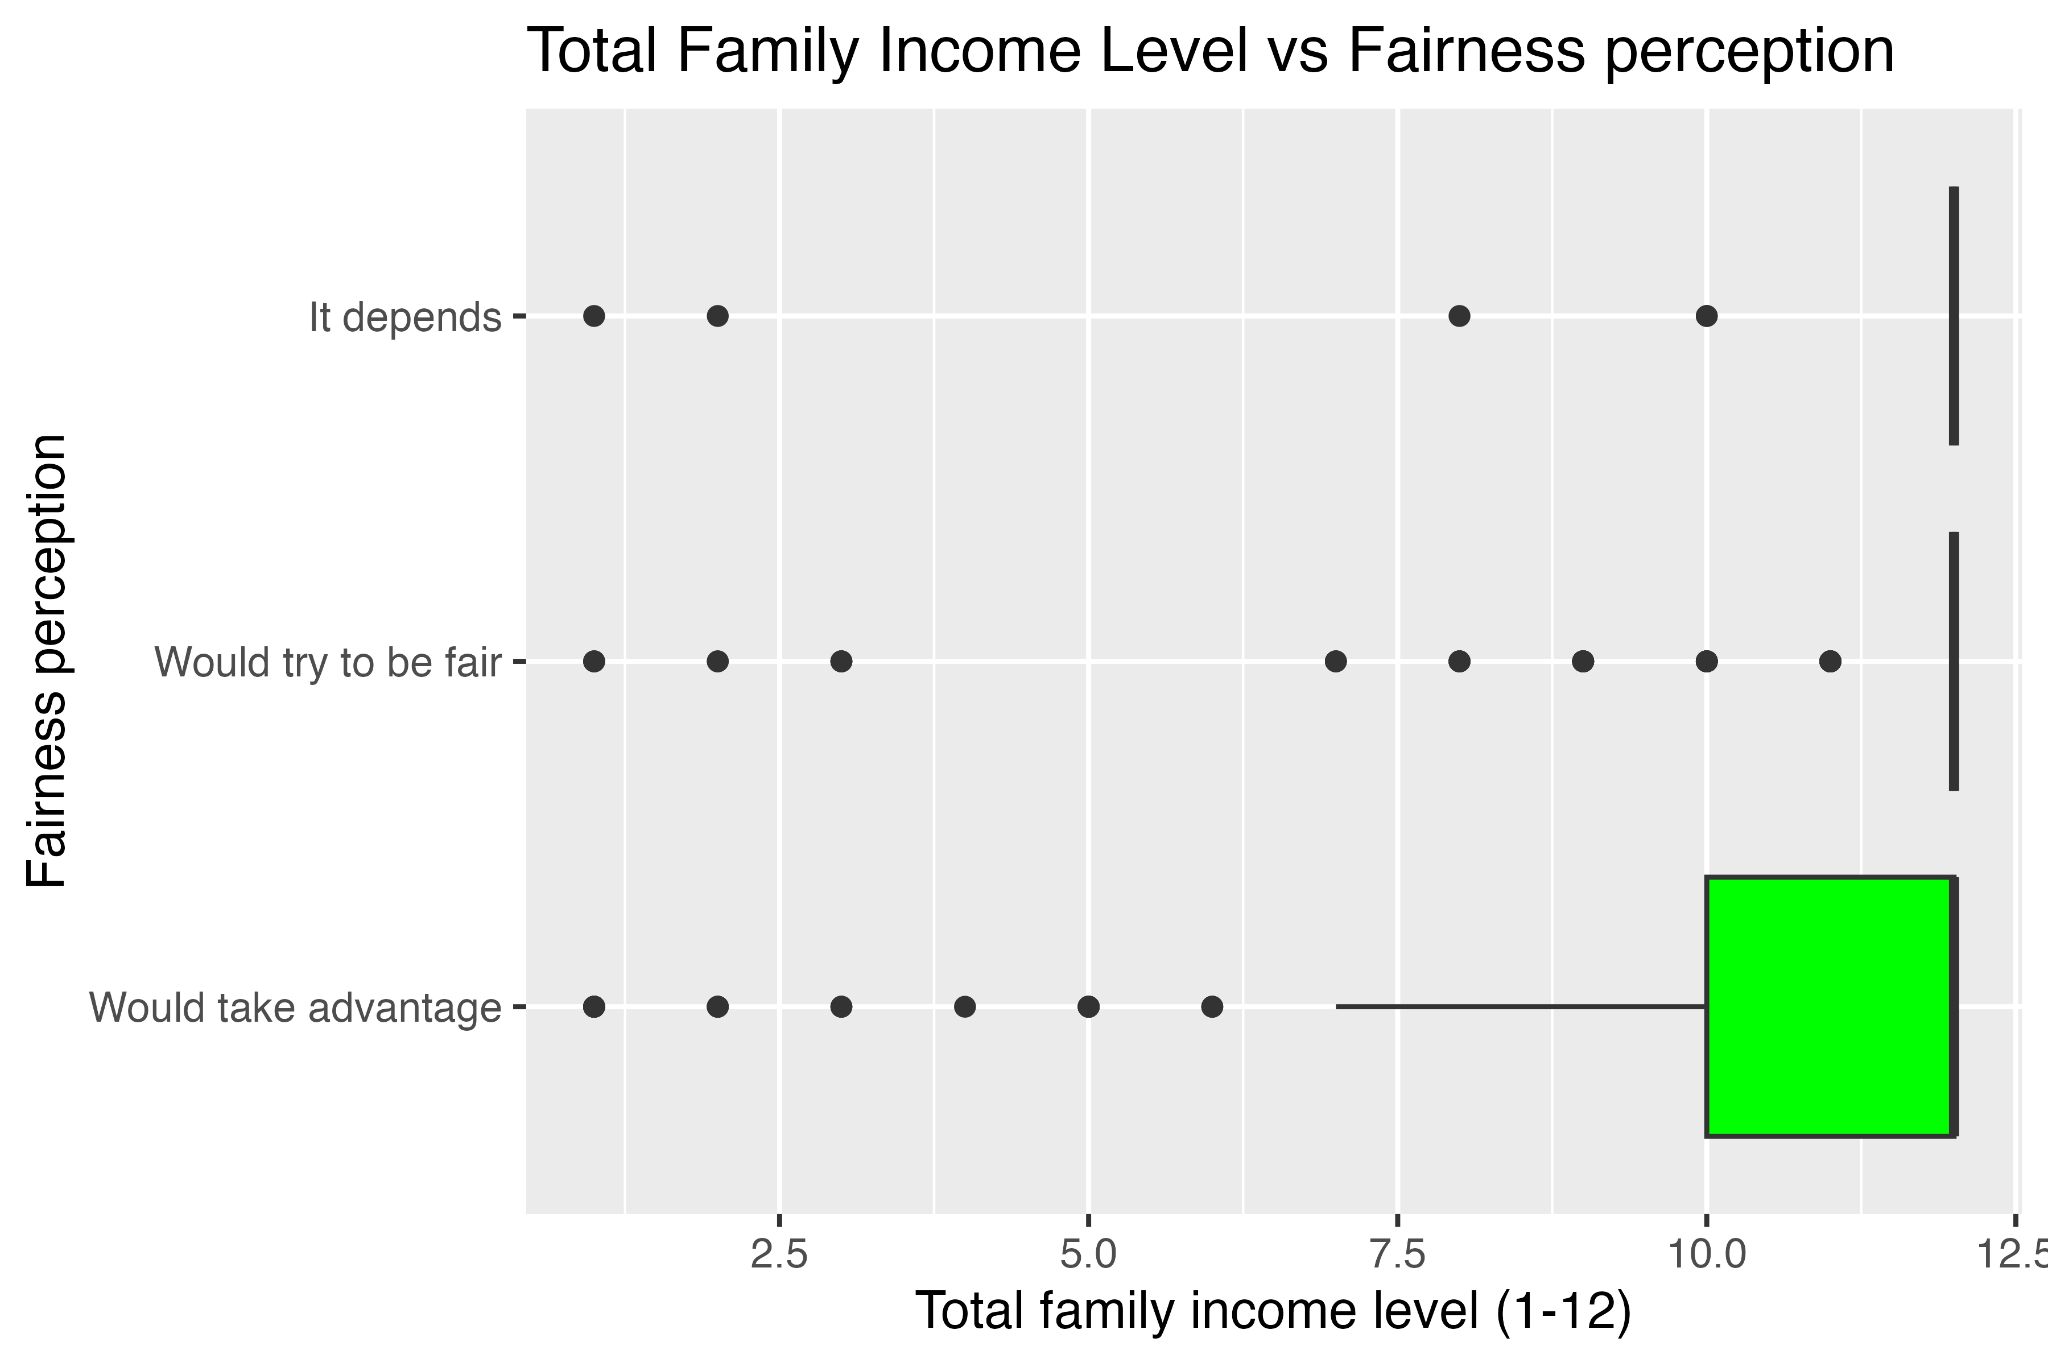 Total Family Income Level vs Fairness perception
Fairness perception
It depends
Would try to be fair
Would take advantage
2.5
5.0
7.5
10.0
12.5
Total family income level (1-12)